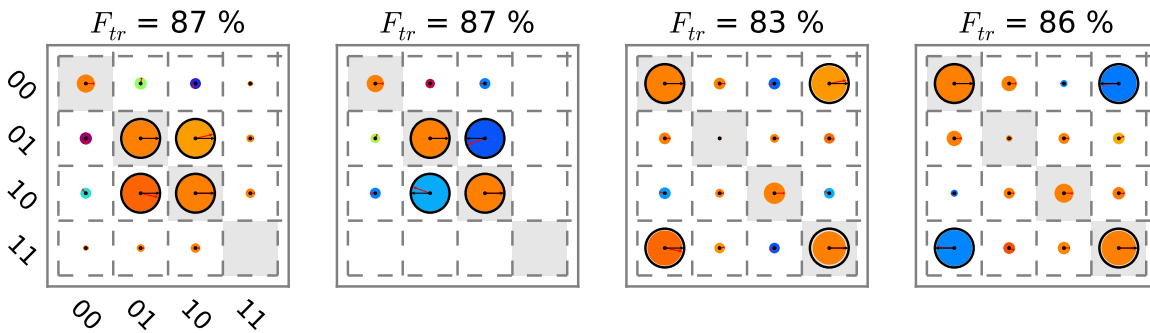 F_tr = 87 % F_tr = 87 % F_tr = 83 % F_tr = 86 %
00
01
10
11
00 01 10 11